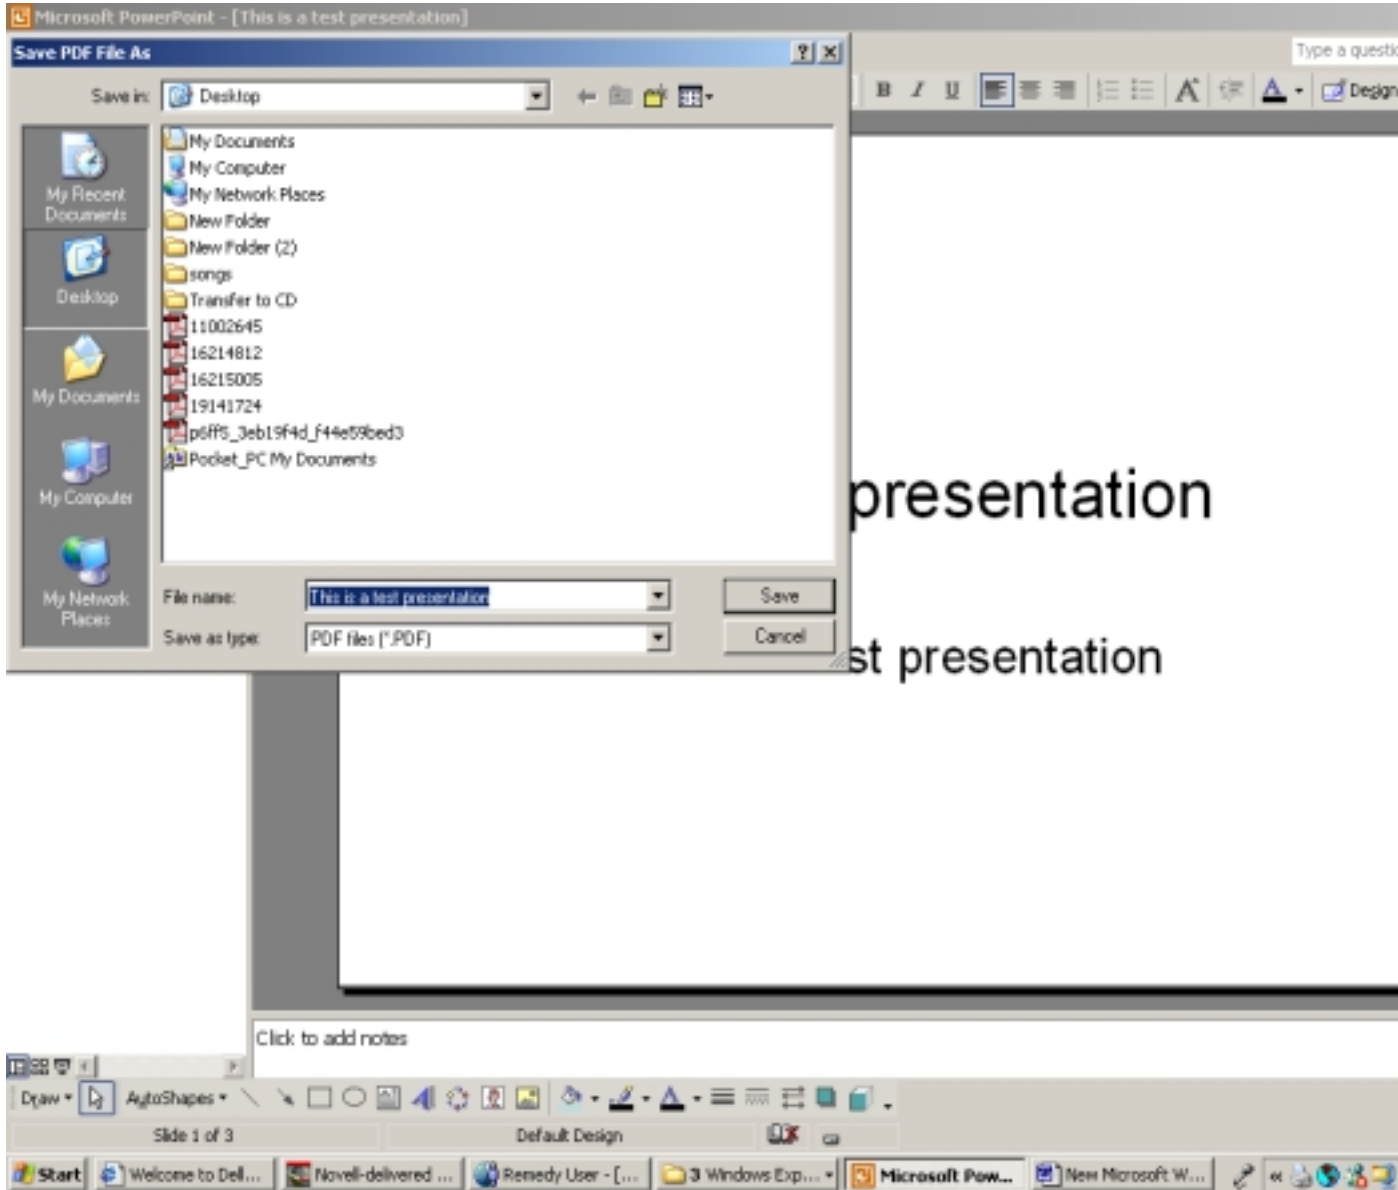 Microsoft PowerPoint - [This is a test presentation]
Save PDF File As
Type a questio
Save in: Desktop
B I U A A Design
My Recent Documents
Desktop
My Documents
My Computer
My Network Places
My Documents
My Computer
My Network Places
New Folder
New Folder (2)
songs
Transfer to CD
11002645
16214812
16215005
19141724
p6ff5_3eb19f4d_f44e59bed3
Pocket_PC My Documents
File name: This is a test presentation Save
Save as type: PDF files (*.PDF) Cancel
presentation
st presentation
Click to add notes
Draw AutoShapes
Slide 1 of 3 Default Design
Start Welcome to Dell... Novell-delivered ... Remedy User - [... 3 Windows Exp... Microsoft Pow... New Microsoft W... «